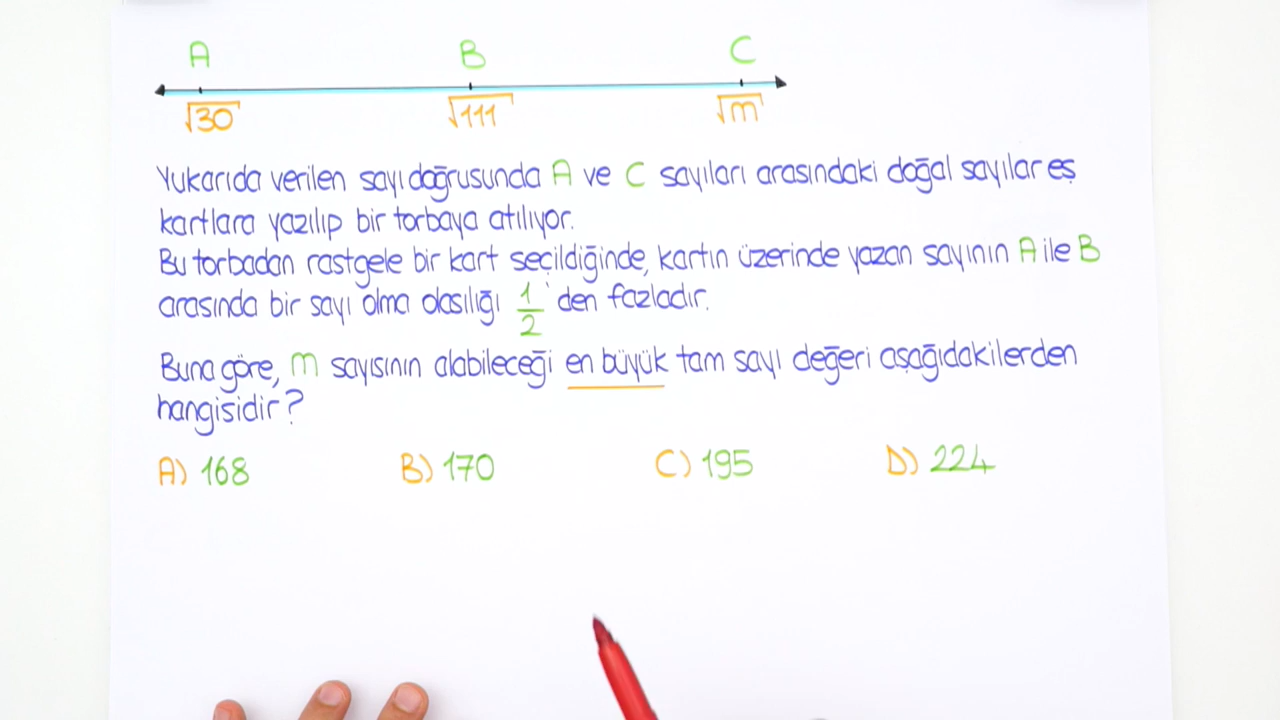 A B C
√30 √111 √m
Yukarıda verilen sayı doğrusunda A ve C sayıları arasındaki doğal sayılar eş
kartlara yazılıp bir torbaya atılıyor.
Bu torbadan rastgele bir kart seçildiğinde, kartın üzerinde yazan sayının A ile B
arasında bir sayı olma olasılığı 1/2'den fazladır.
Buna göre, m sayısının alabileceği en büyük tam sayı değeri aşağıdakilerden
hangisidir?
A) 168 B) 170 C) 195 D) 224